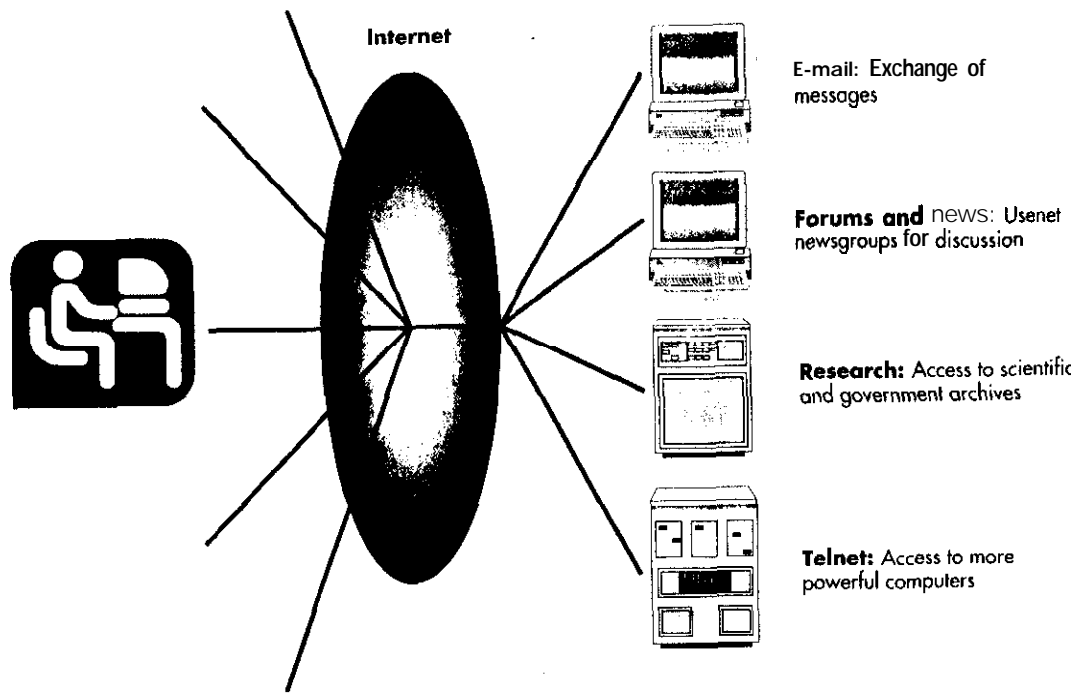 Internet
E-mail: Exchange of
messages
Forums and news: Usenet
newsgroups for discussion
Research: Access to scientific
and government archives
Telnet: Access to more
powerful computers